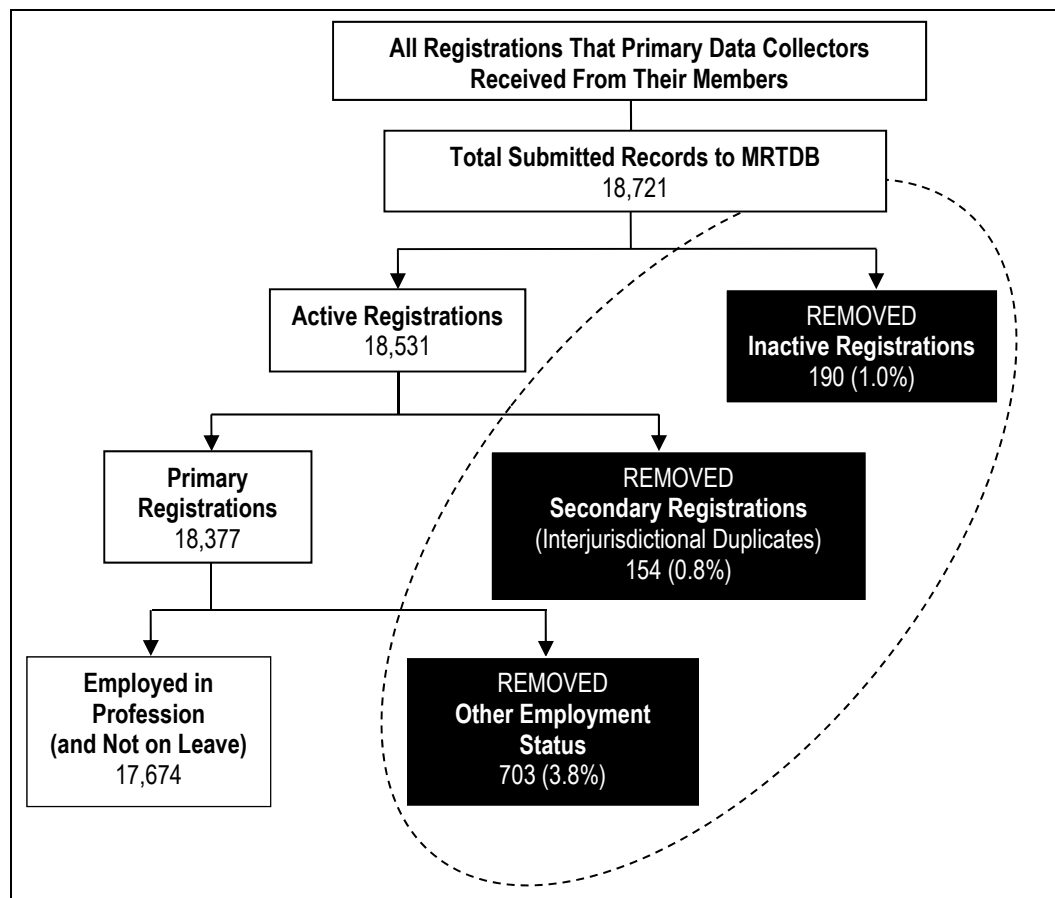 All Registrations That Primary Data Collectors
Received From Their Members
Total Submitted Records to MRTDB
18,721
Active Registrations
18,531
REMOVED
Inactive Registrations
190 (1.0%)
Primary
Registrations
18,377
REMOVED
Secondary Registrations
(Interjurisdictional Duplicates)
154 (0.8%)
Employed in
Profession
(and Not on Leave)
17,674
REMOVED
Other Employment
Status
703 (3.8%)